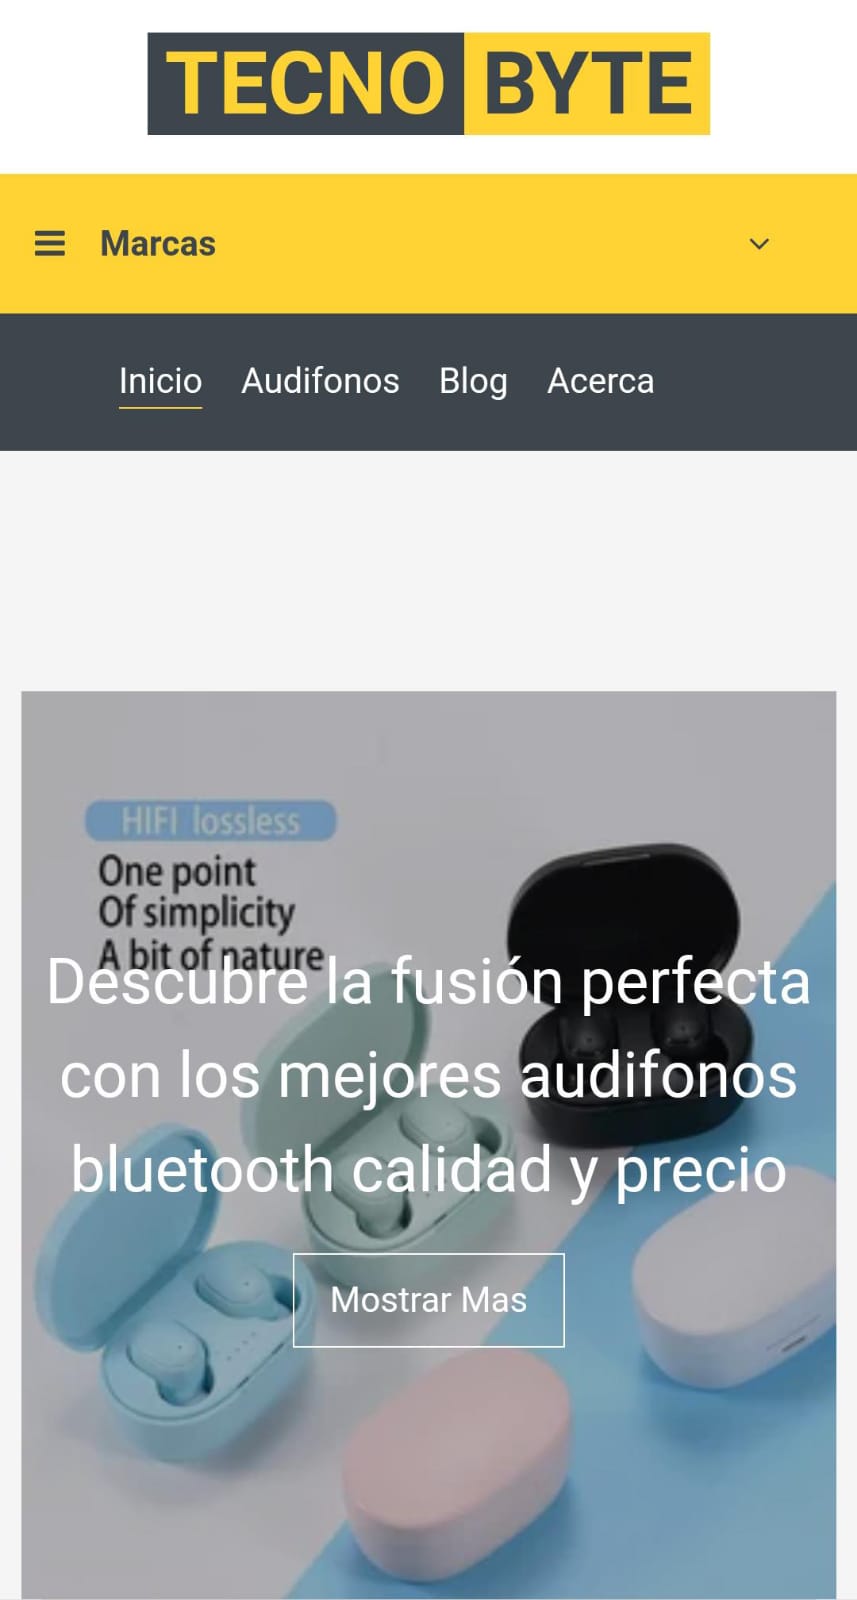 TECNO BYTE
Marcas
Inicio Audifonos Blog Acerca
HIFI lossless
One point
Of simplicity
A bit of nature
Descubre la fusión perfecta
con los mejores audifonos
bluetooth calidad y precio
Mostrar Mas